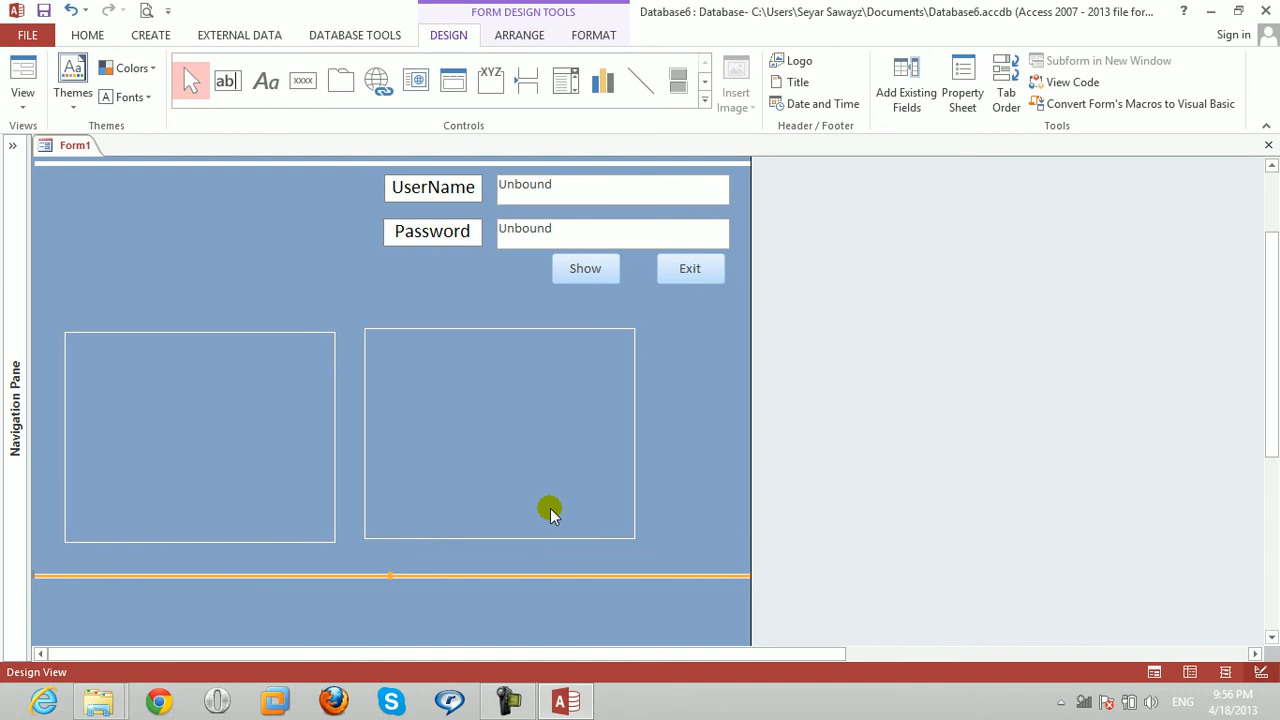 FORM DESIGN TOOLS
Database6 : Database- C:\Users\Seyar Sawayz\Documents\Database6.accdb (Access 2007 - 2013 file for...
FILE HOME CREATE EXTERNAL DATA DATABASE TOOLS DESIGN ARRANGE FORMAT Sign in
View
Views
Themes
Colors
Fonts
Themes
ab|
Aa
xxxx
XYZ
Insert
Image
Controls
Logo
Title
Date and Time
Header / Footer
Add Existing
Fields
Property
Sheet
Tab
Order
Subform in New Window
View Code
Convert Form's Macros to Visual Basic
Tools
Form1
Navigation Pane
UserName Unbound
Password Unbound
Show Exit
Design View
ENG
9:56 PM
4/18/2013